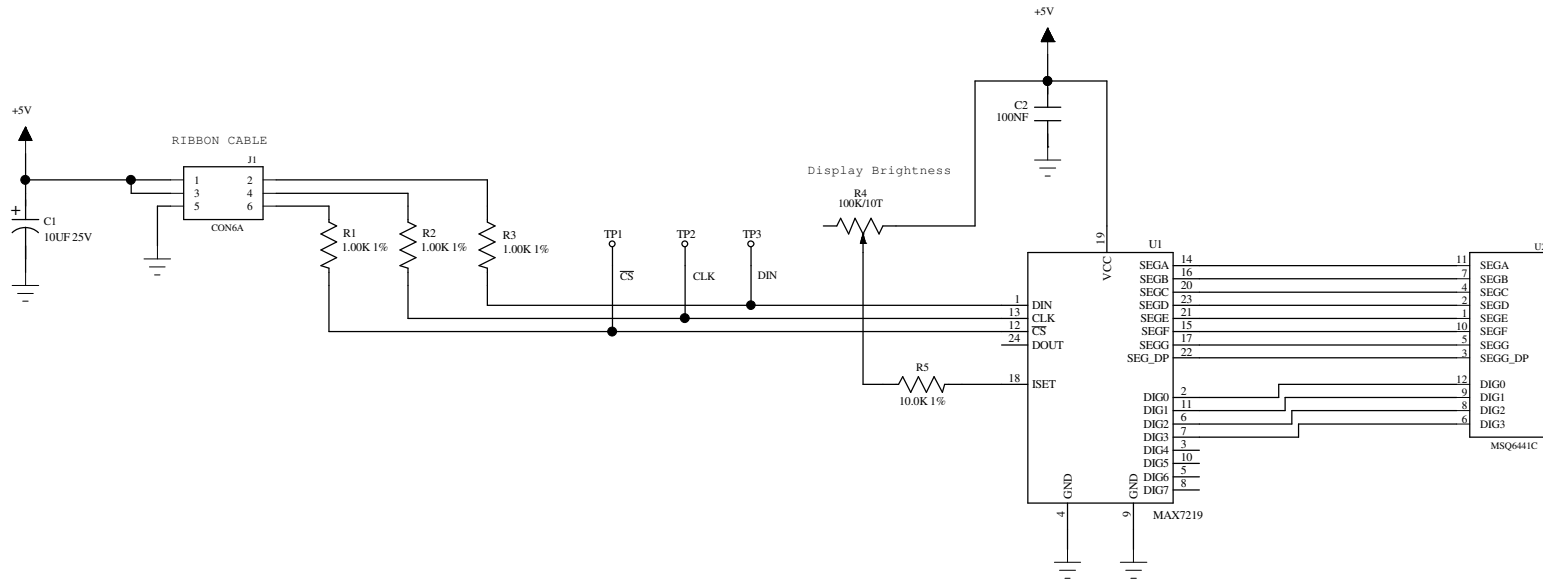 +5V
+5V
C2
100NF
RIBBON CABLE
J1
1 2
3 4
5 6
CON6A
+
C1
10UF 25V
R1
1.00K 1%
R2
1.00K 1%
R3
1.00K 1%
TP1
TP2
TP3
CS
CLK
DIN
Display Brightness
R4
100K/10T
R5
10.0K 1%
U1
19
VCC
1 DIN
13 CLK
12 CS
24 DOUT
18 ISET
SEGA 14
SEGB 16
SEGC 20
SEGD 23
SEGE 21
SEGF 15
SEGG 17
SEG_DP 22
DIG0 2
DIG1 11
DIG2 6
DIG3 7
DIG4 3
DIG5 10
DIG6 5
DIG7 8
GND
GND
4
9
MAX7219
11 SEGA
7 SEGB
4 SEGC
2 SEGD
1 SEGE
10 SEGF
5 SEGG
3 SEGG_DP
12 DIG0
9 DIG1
8 DIG2
6 DIG3
MSQ6441C